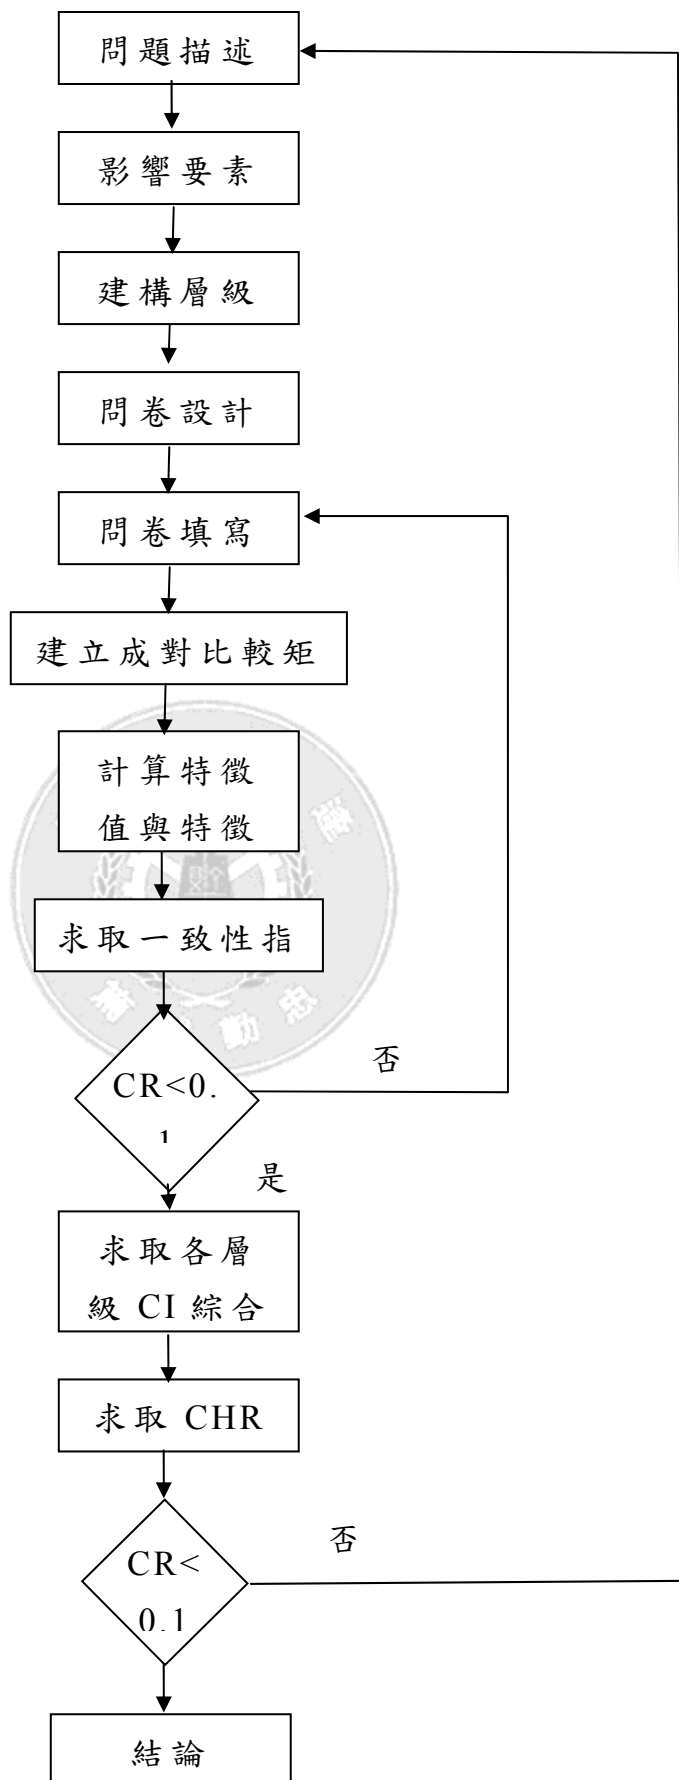 問題描述
影響要素
建構層級
問卷設計
問卷填寫
建立成對比較矩
計算特徵
值與特徵
求取一致性指
CR<0.
1
否
是
求取各層
級 CI 綜合
求取 CHR
否
CR<
0.1
結論